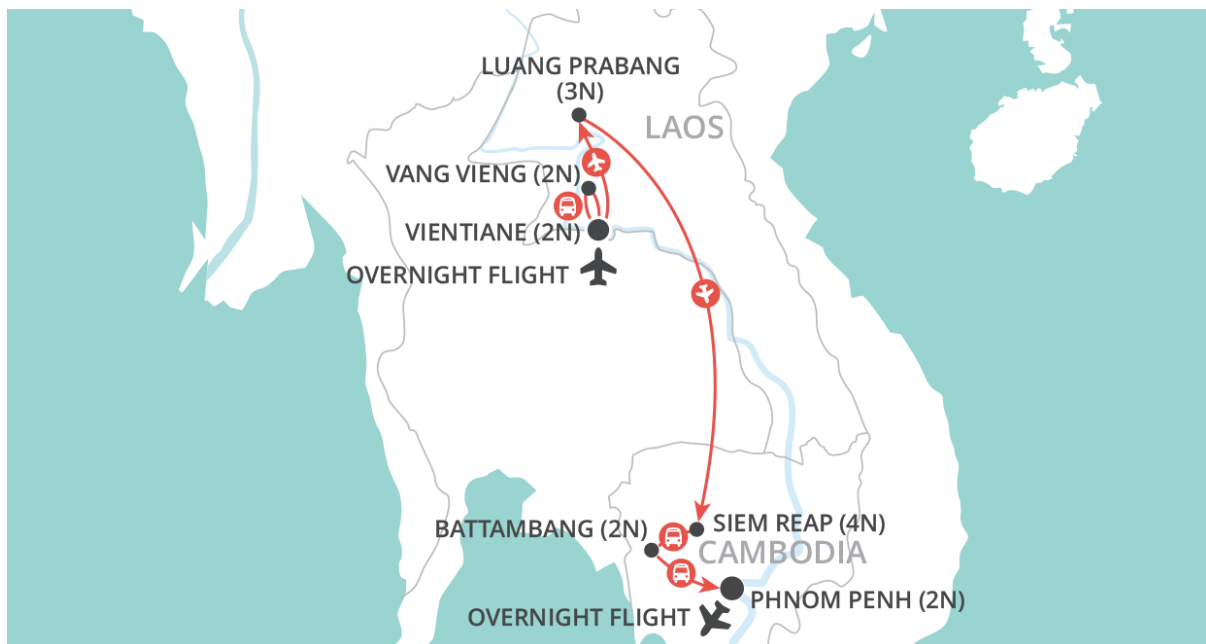 LUANG PRABANG
(3N)
LAOS
VANG VIENG (2N)
VIENTIANE (2N)
OVERNIGHT FLIGHT
BATTAMBANG (2N)
SIEM REAP (4N)
CAMBODIA
PHNOM PENH (2N)
OVERNIGHT FLIGHT